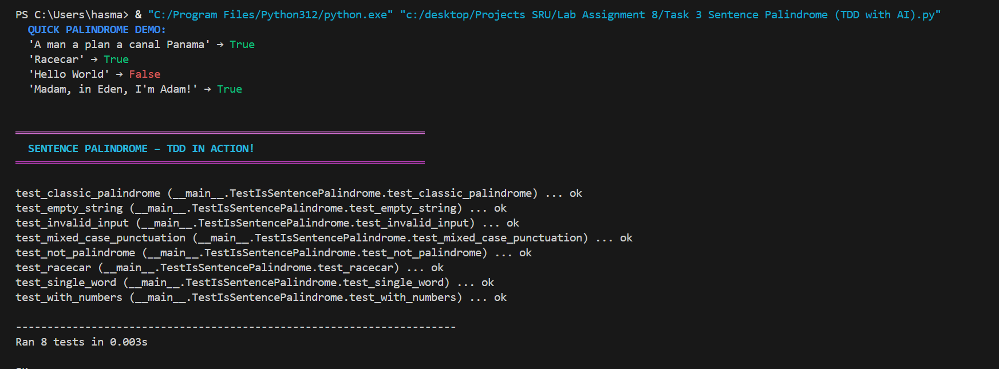 PS C:\Users\hasma> & "C:/Program Files/Python312/python.exe" "c:/desktop/Projects SRU/Lab Assignment 8/Task 3 Sentence Palindrome (TDD with AI).py"
QUICK PALINDROME DEMO:
'A man a plan a canal Panama' → True
'Racecar' → True
'Hello World' → False
'Madam, in Eden, I'm Adam!' → True
SENTENCE PALINDROME – TDD IN ACTION!
test_classic_palindrome (__main__.TestIsSentencePalindrome.test_classic_palindrome) ... ok
test_empty_string (__main__.TestIsSentencePalindrome.test_empty_string) ... ok
test_invalid_input (__main__.TestIsSentencePalindrome.test_invalid_input) ... ok
test_mixed_case_punctuation (__main__.TestIsSentencePalindrome.test_mixed_case_punctuation) ... ok
test_not_palindrome (__main__.TestIsSentencePalindrome.test_not_palindrome) ... ok
test_racecar (__main__.TestIsSentencePalindrome.test_racecar) ... ok
test_single_word (__main__.TestIsSentencePalindrome.test_single_word) ... ok
test_with_numbers (__main__.TestIsSentencePalindrome.test_with_numbers) ... ok
----------------------------------------------------------------------
Ran 8 tests in 0.003s